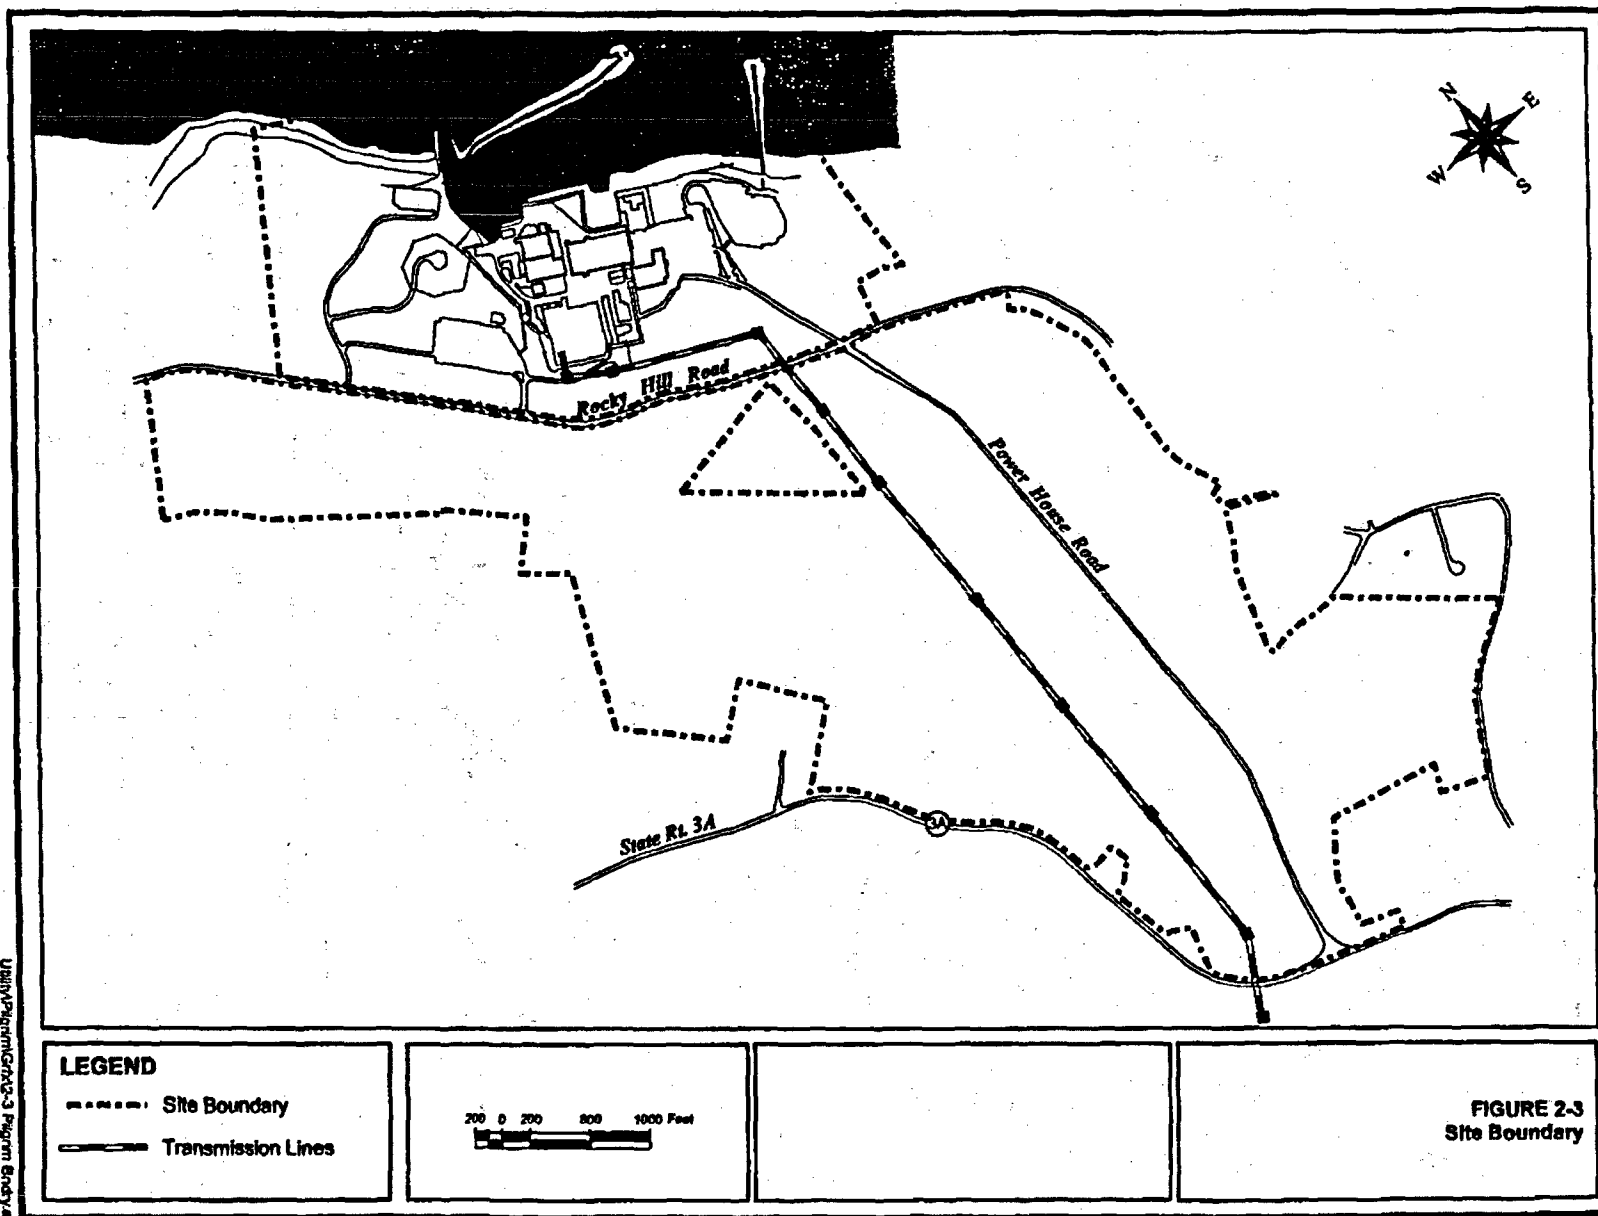 N
E
W
S
Rocky Hill Road
Power House Road
State Rt. 3A
3A
LEGEND
Site Boundary
Transmission Lines
200 0 200 600 1000 Feet
FIGURE 2-3
Site Boundary